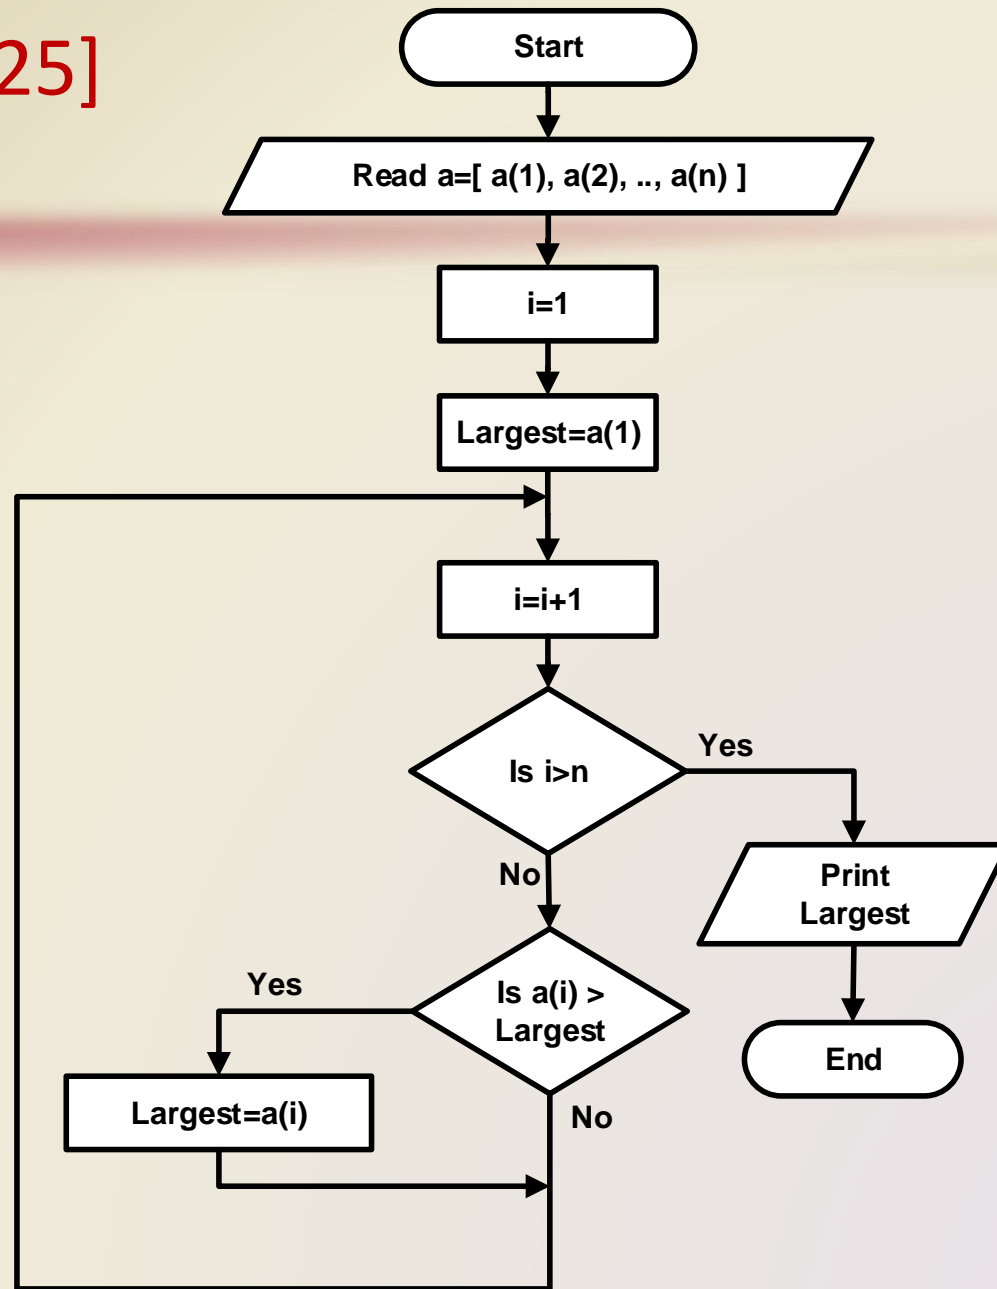 25]
Start
Read a=[ a(1), a(2), .., a(n) ]
i=1
Largest=a(1)
i=i+1
Is i>n
Yes
No
Print
Largest
Is a(i) >
Largest
Yes
End
Largest=a(i)
No